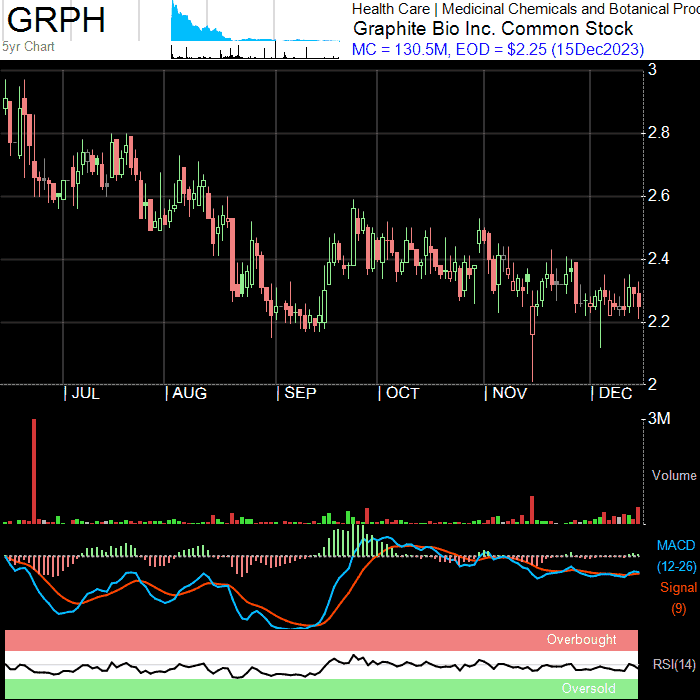 GRPH
5yr Chart
Health Care | Medicinal Chemicals and Botanical Pro
Graphite Bio Inc. Common Stock
MC = 130.5M, EOD = $2.25 (15Dec2023)
3
2.8
2.6
2.4
2.2
2
JUL AUG SEP OCT NOV DEC
3M
Volume
MACD
(12-26)
Signal
(9)
Overbought
RSI(14)
Oversold